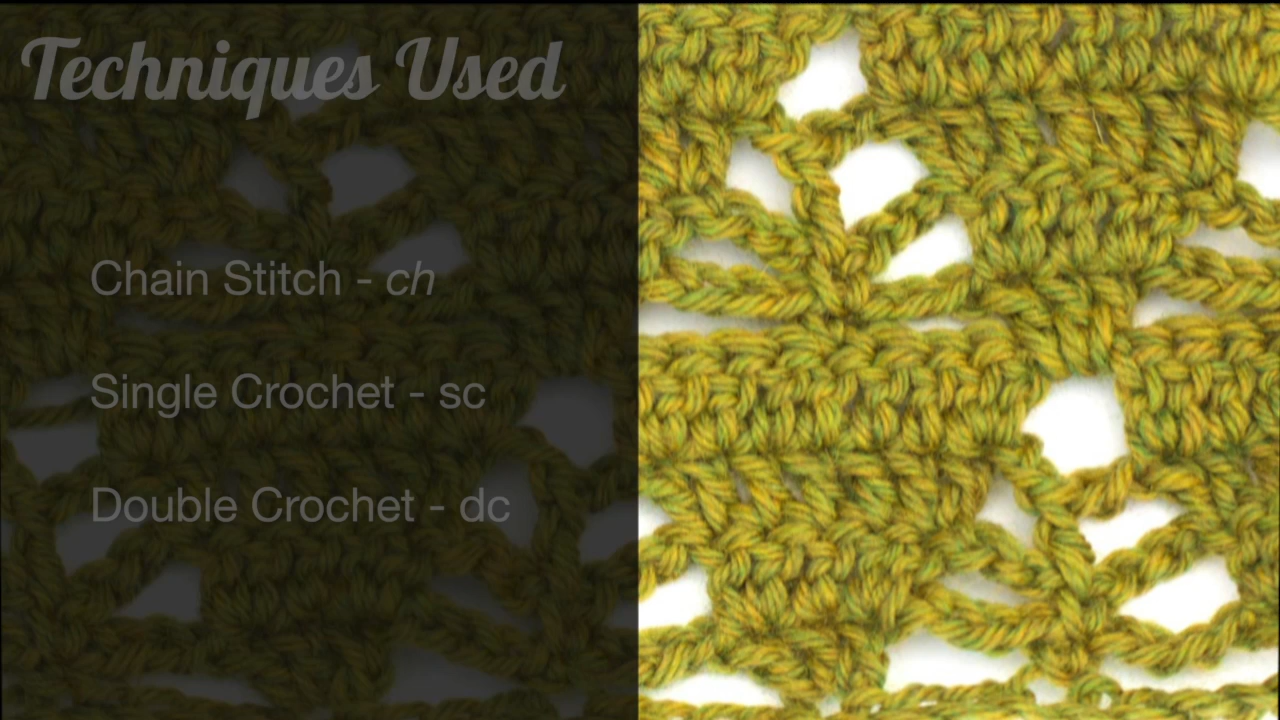 Techniques Used
Chain Stitch - ch
Single Crochet - sc
Double Crochet - dc